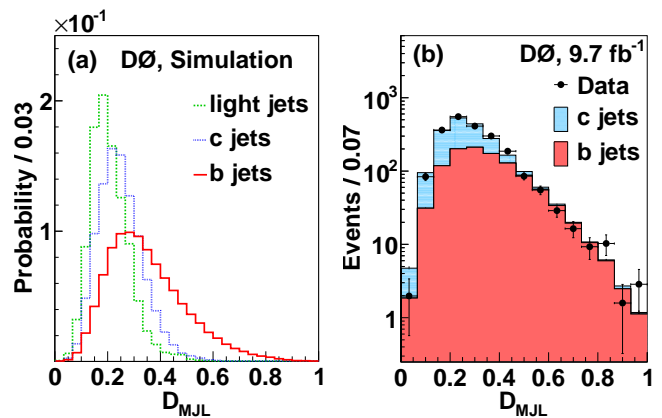 ×10⁻¹
(a) DØ, Simulation
light jets
c jets
b jets
Probability / 0.03
2
1
0 0.2 0.4 0.6 0.8 1
D_MJL
(b) DØ, 9.7 fb⁻¹
Data
c jets
b jets
Events / 0.07
10³
10²
10
1
0 0.2 0.4 0.6 0.8 1
D_MJL